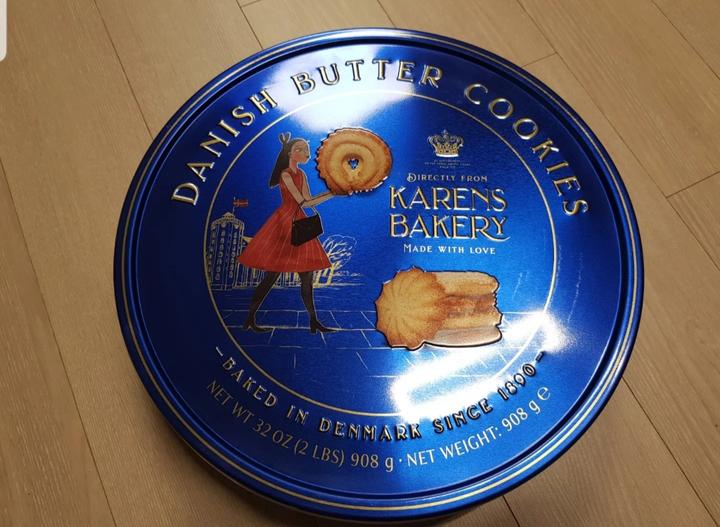 DANISH BUTTER COOKIES
DIRECTLY FROM
KARENS
BAKERY
MADE WITH LOVE
–BAKED IN DENMARK SINCE 1890–
NET WT 32 OZ (2 LBS) 908 g · NET WEIGHT: 908 g ℮